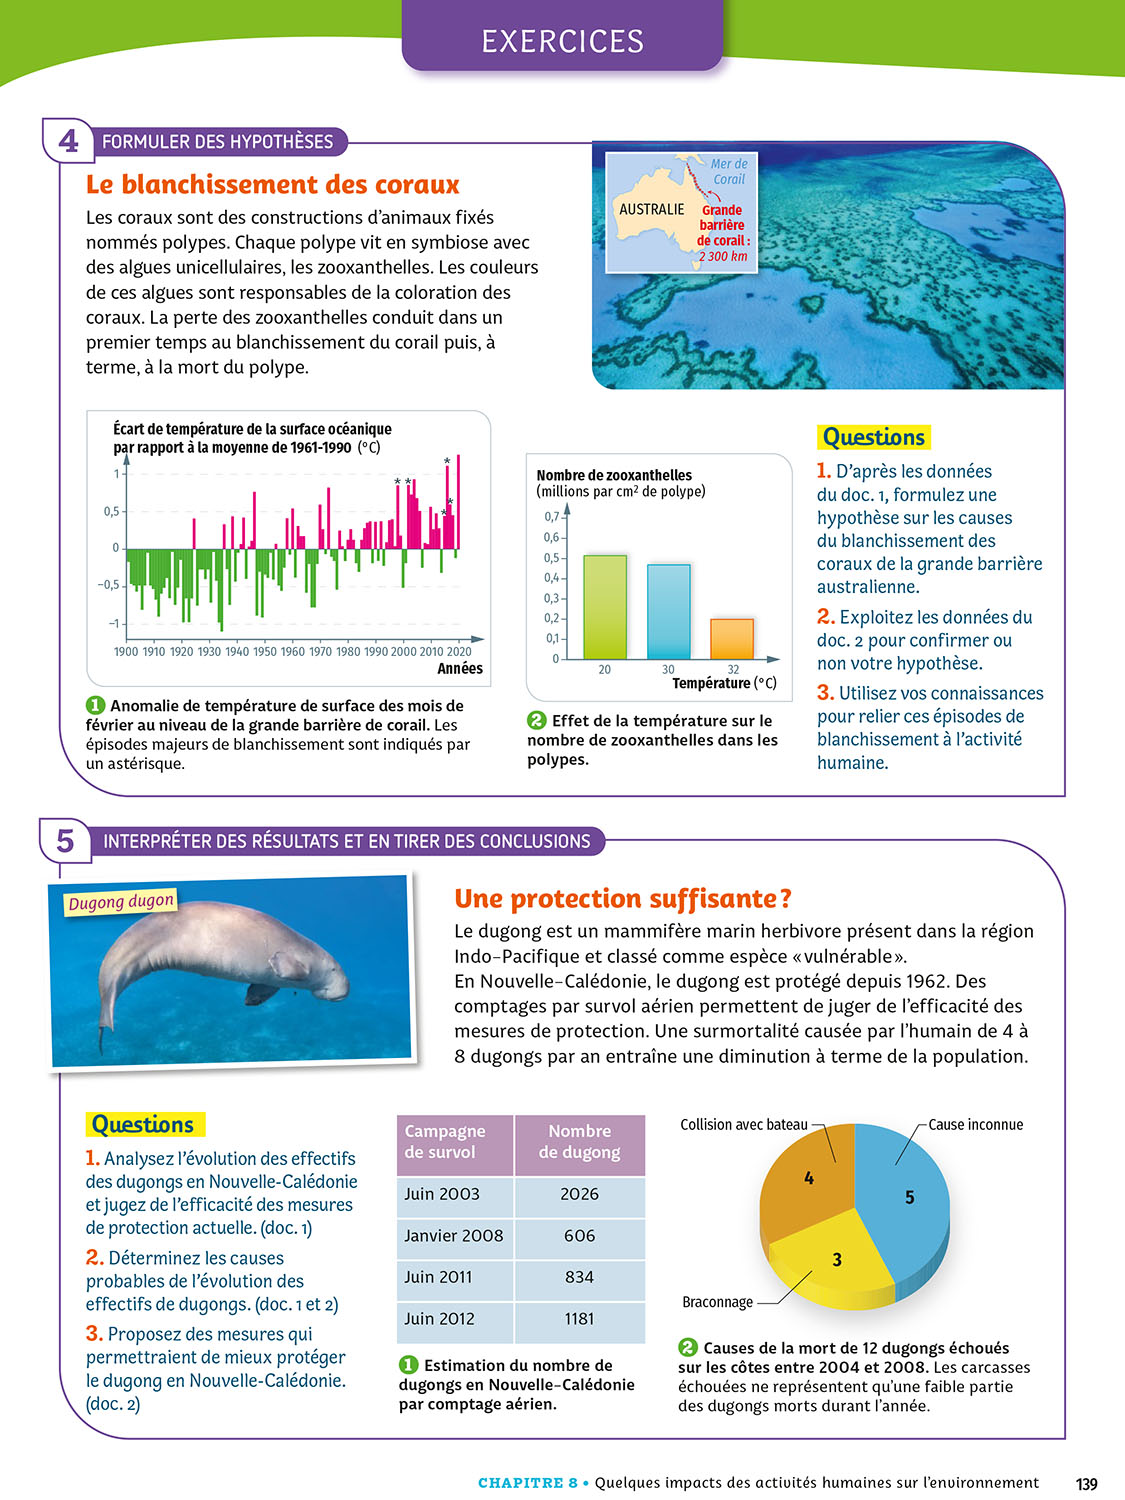 EXERCICES
4 FORMULER DES HYPOTHÈSES
Le blanchissement des coraux
Les coraux sont des constructions d'animaux fixés
nommés polypes. Chaque polype vit en symbiose avec
des algues unicellulaires, les zooxanthelles. Les couleurs
de ces algues sont responsables de la coloration des
coraux. La perte des zooxanthelles conduit dans un
premier temps au blanchissement du corail puis, à
terme, à la mort du polype.
Mer de
Corail
AUSTRALIE
Grande
barrière
de corail :
2 300 km
Écart de température de la surface océanique
par rapport à la moyenne de 1961-1990 (°C)
1
0,5
0
−0,5
−1
* * * * *
1900 1910 1920 1930 1940 1950 1960 1970 1980 1990 2000 2010 2020
Années
1 Anomalie de température de surface des mois de
février au niveau de la grande barrière de corail. Les
épisodes majeurs de blanchissement sont indiqués par
un astérisque.
Nombre de zooxanthelles
(millions par cm² de polype)
0,7
0,6
0,5
0,4
0,3
0,2
0,1
0
20 30 32
Température (°C)
2 Effet de la température sur le
nombre de zooxanthelles dans les
polypes.
Questions
1. D'après les données
du doc. 1, formulez une
hypothèse sur les causes
du blanchissement des
coraux de la grande barrière
australienne.
2. Exploitez les données du
doc. 2 pour confirmer ou
non votre hypothèse.
3. Utilisez vos connaissances
pour relier ces épisodes de
blanchissement à l'activité
humaine.
5 INTERPRÉTER DES RÉSULTATS ET EN TIRER DES CONCLUSIONS
Dugong dugon
Une protection suffisante ?
Le dugong est un mammifère marin herbivore présent dans la région
Indo-Pacifique et classé comme espèce « vulnérable ».
En Nouvelle-Calédonie, le dugong est protégé depuis 1962. Des
comptages par survol aérien permettent de juger de l'efficacité des
mesures de protection. Une surmortalité causée par l'humain de 4 à
8 dugongs par an entraîne une diminution à terme de la population.
Questions
1. Analysez l'évolution des effectifs
des dugongs en Nouvelle-Calédonie
et jugez de l'efficacité des mesures
de protection actuelle. (doc. 1)
2. Déterminez les causes
probables de l'évolution des
effectifs de dugongs. (doc. 1 et 2)
3. Proposez des mesures qui
permettraient de mieux protéger
le dugong en Nouvelle-Calédonie.
(doc. 2)
Campagne
de survol
Nombre
de dugong
Juin 2003 2026
Janvier 2008 606
Juin 2011 834
Juin 2012 1181
1 Estimation du nombre de
dugongs en Nouvelle-Calédonie
par comptage aérien.
Collision avec bateau
Cause inconnue
4
5
3
Braconnage
2 Causes de la mort de 12 dugongs échoués
sur les côtes entre 2004 et 2008. Les carcasses
échouées ne représentent qu'une faible partie
des dugongs morts durant l'année.
CHAPITRE 8 • Quelques impacts des activités humaines sur l'environnement 139